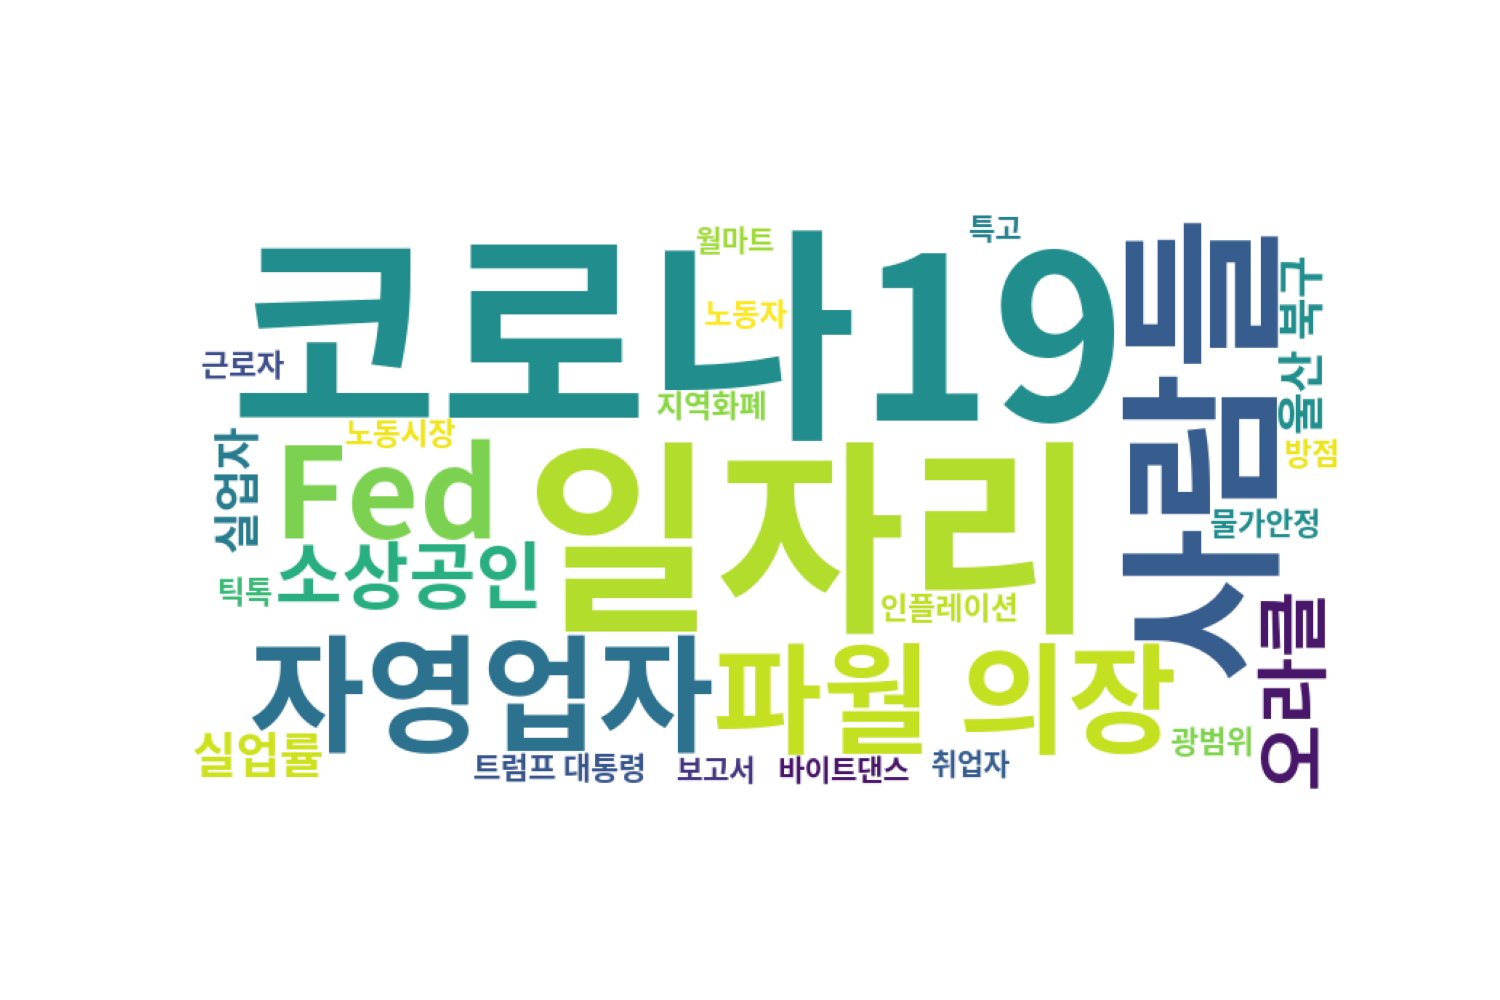 특고
월마트
코로나19
사람들
울산 북구
노동자
근로자
지역화폐
노동시장
실업자
Fed
일자리
방점
물가안정
소상공인
틱톡
인플레이션
오라클
자영업자
파월 의장
실업률
광범위
트럼프 대통령
보고서
바이트댄스
취업자